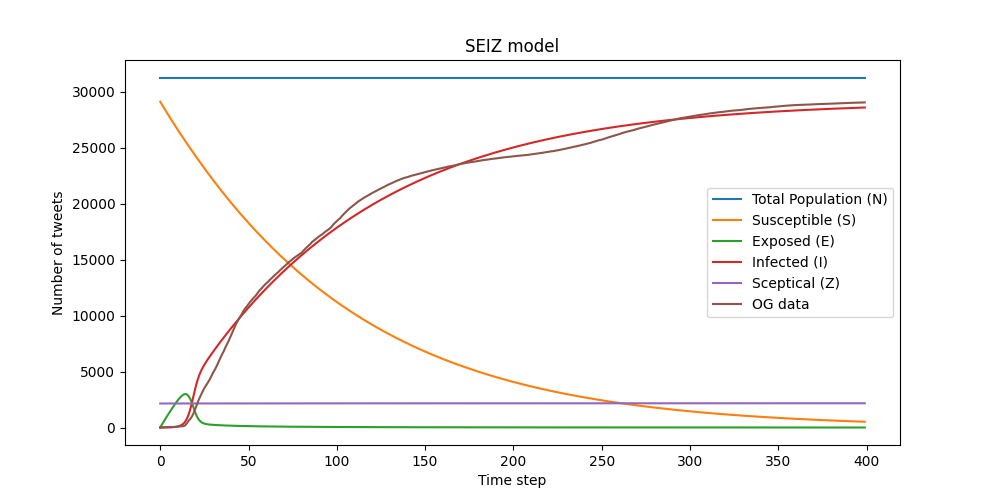 SEIZ model
Number of tweets
30000
25000
20000
15000
10000
5000
0
Total Population (N)
Susceptible (S)
Exposed (E)
Infected (I)
Sceptical (Z)
OG data
0 50 100 150 200 250 300 350 400
Time step